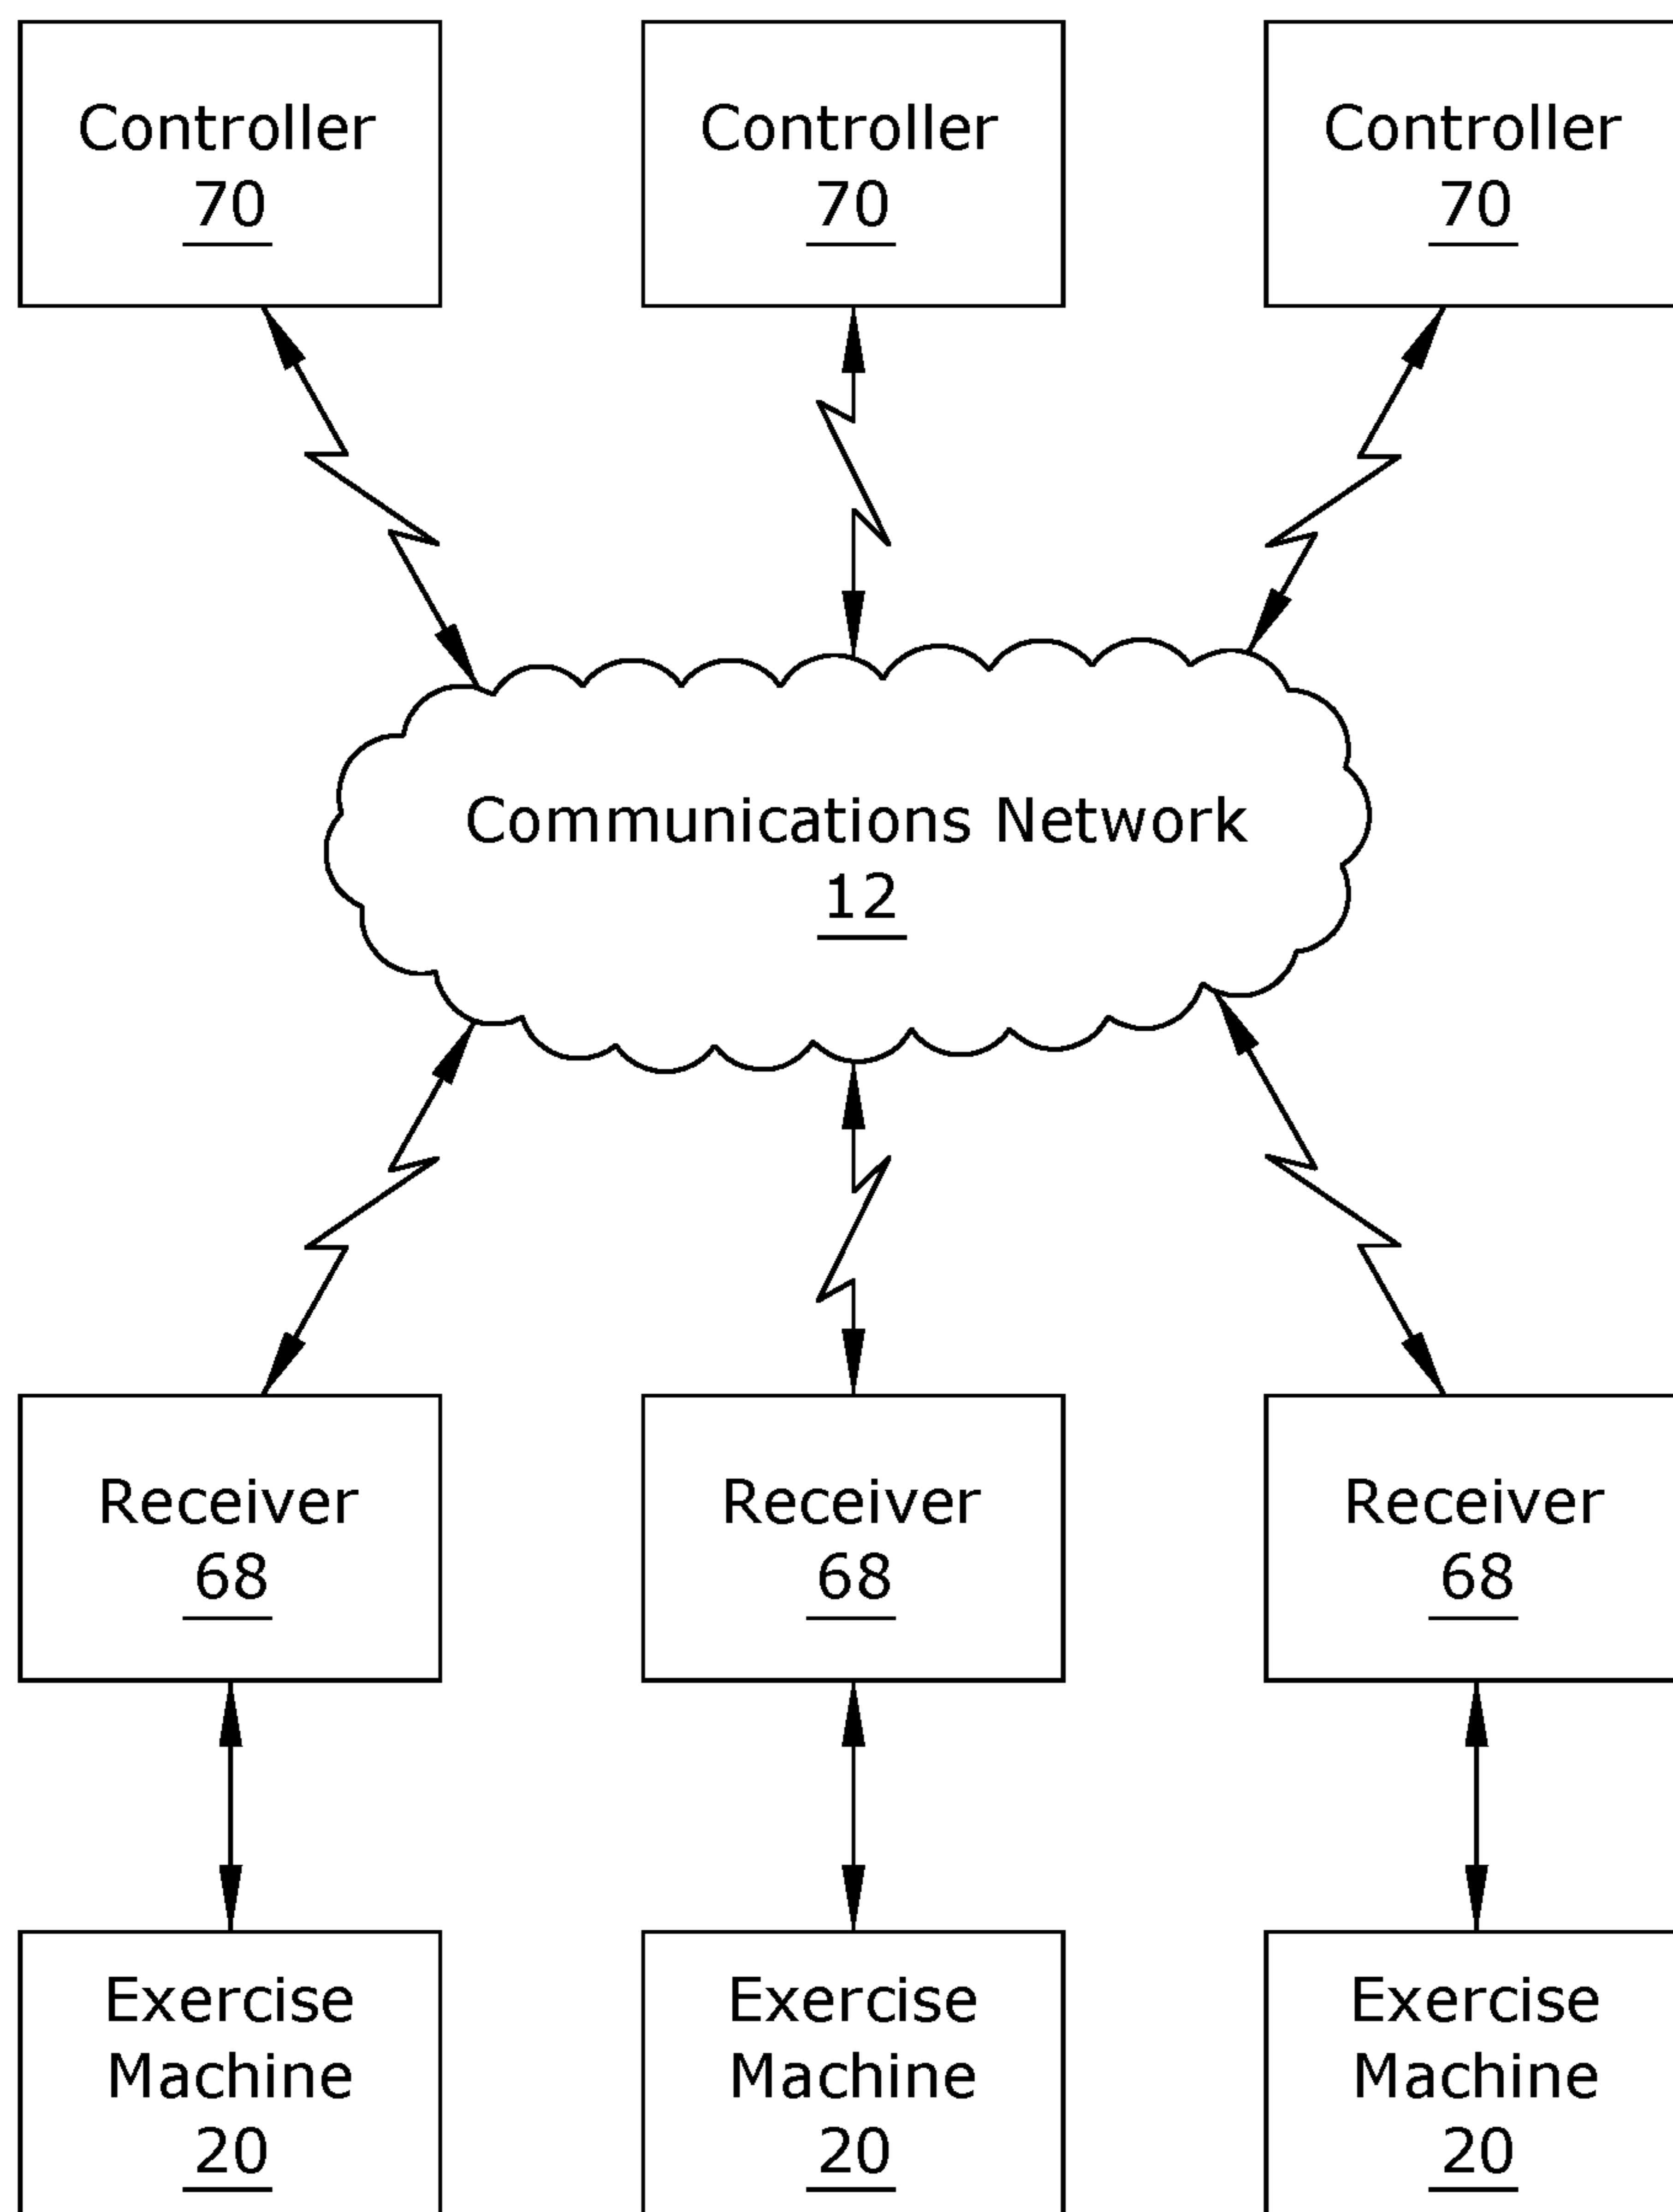 Controller
70
Controller
70
Controller
70
Communications Network
12
Receiver
68
Receiver
68
Receiver
68
Exercise
Machine
20
Exercise
Machine
20
Exercise
Machine
20